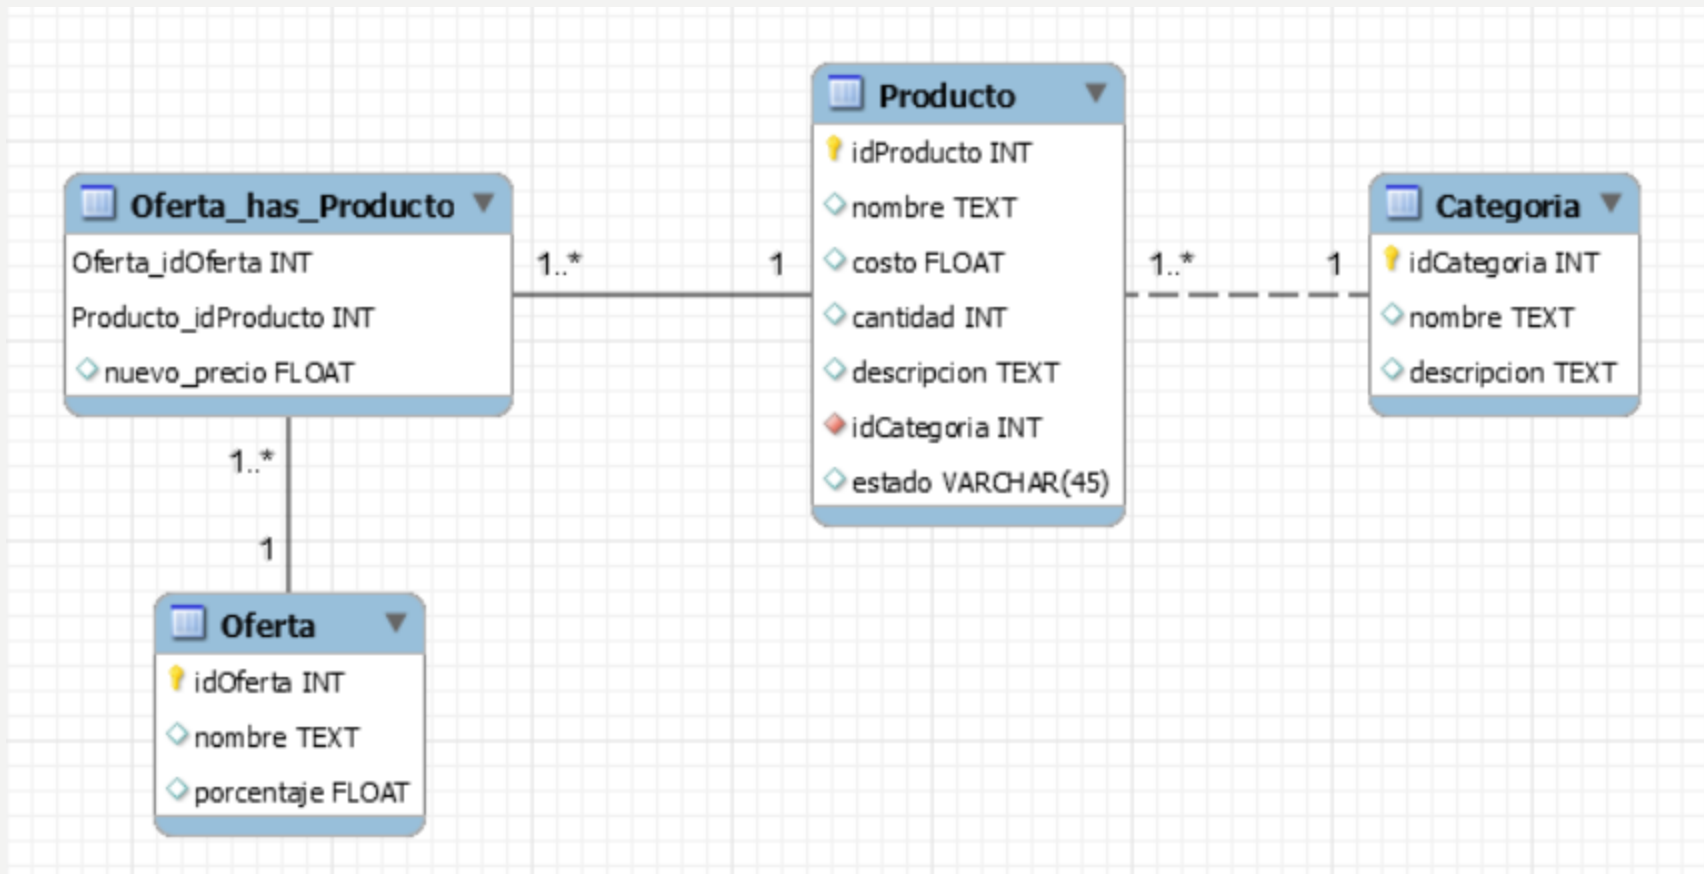 Oferta_has_Producto
Oferta_idOferta INT
Producto_idProducto INT
nuevo_precio FLOAT
1..*
1
Producto
idProducto INT
nombre TEXT
costo FLOAT
cantidad INT
descripcion TEXT
idCategoria INT
estado VARCHAR(45)
1..*
1
Categoria
idCategoria INT
nombre TEXT
descripcion TEXT
1..*
1
Oferta
idOferta INT
nombre TEXT
porcentaje FLOAT